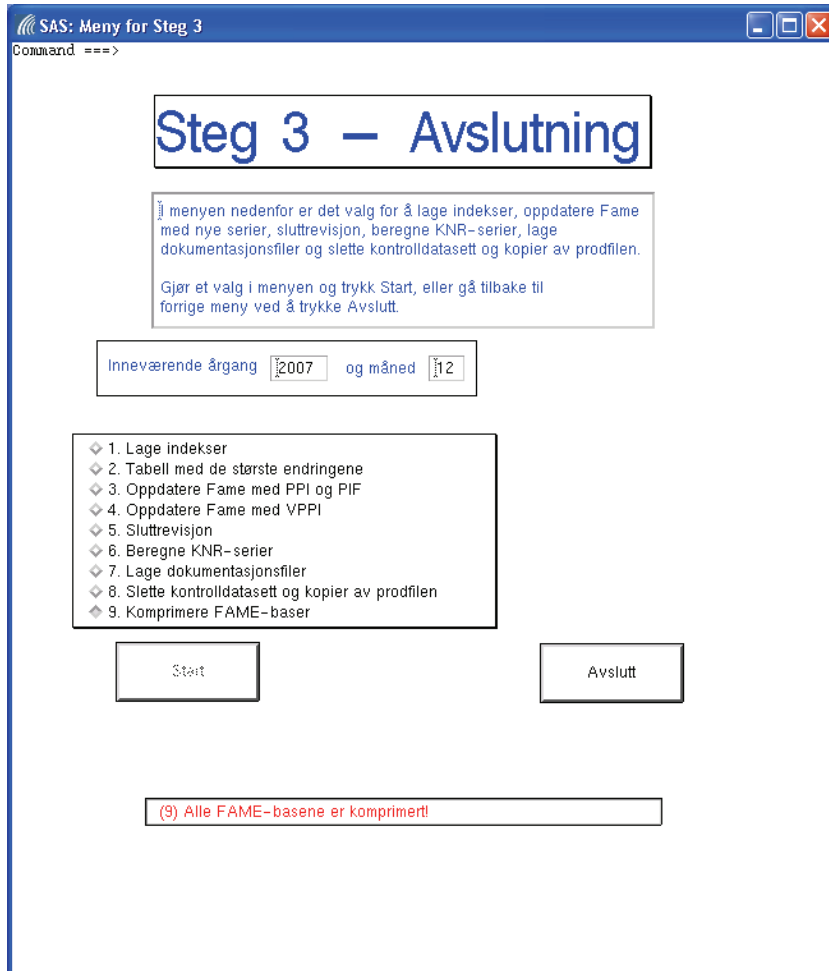 SAS: Meny for Steg 3
Command ===>
Steg 3 – Avslutning
I menyen nedenfor er det valg for å lage indekser, oppdatere Fame
med nye serier, sluttrevisjon, beregne KNR-serier, lage
dokumentasjonsfiler og slette kontrolldatasett og kopier av prodfilen.
Gjør et valg i menyen og trykk Start, eller gå tilbake til
forrige meny ved å trykke Avslutt.
Inneværende årgang 2007 og måned 12
1. Lage indekser
2. Tabell med de største endringene
3. Oppdatere Fame med PPI og PIF
4. Oppdatere Fame med VPPI
5. Sluttrevisjon
6. Beregne KNR-serier
7. Lage dokumentasjonsfiler
8. Slette kontrolldatasett og kopier av prodfilen
9. Komprimere FAME-baser
Start Avslutt
(9) Alle FAME-basene er komprimert!